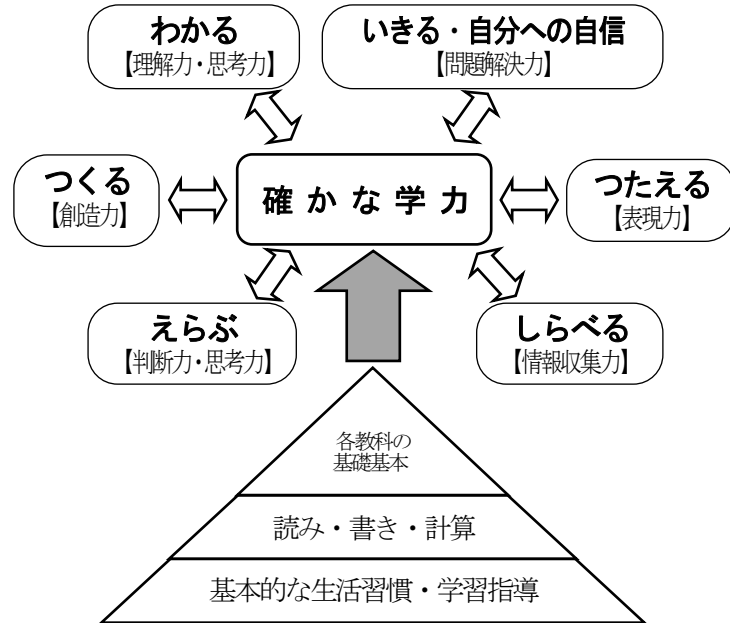 わかる
【理解力・思考力】
いきる・自分への自信
【問題解決力】
つくる
【創造力】
確かな学力
つたえる
【表現力】
えらぶ
【判断力・思考力】
しらべる
【情報収集力】
各教科の
基礎基本
読み・書き・計算
基本的な生活習慣・学習指導